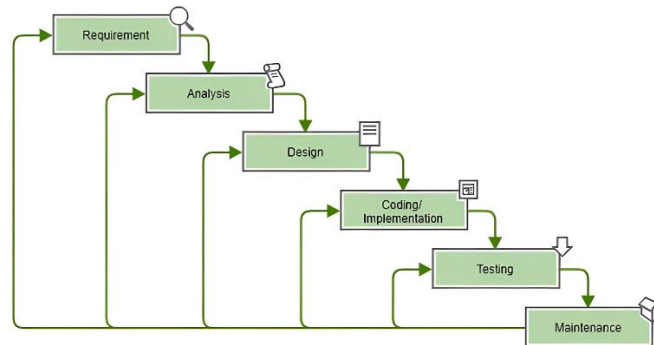 Requirement
Analysis
Design
Coding/
Implementation
Testing
Maintenance